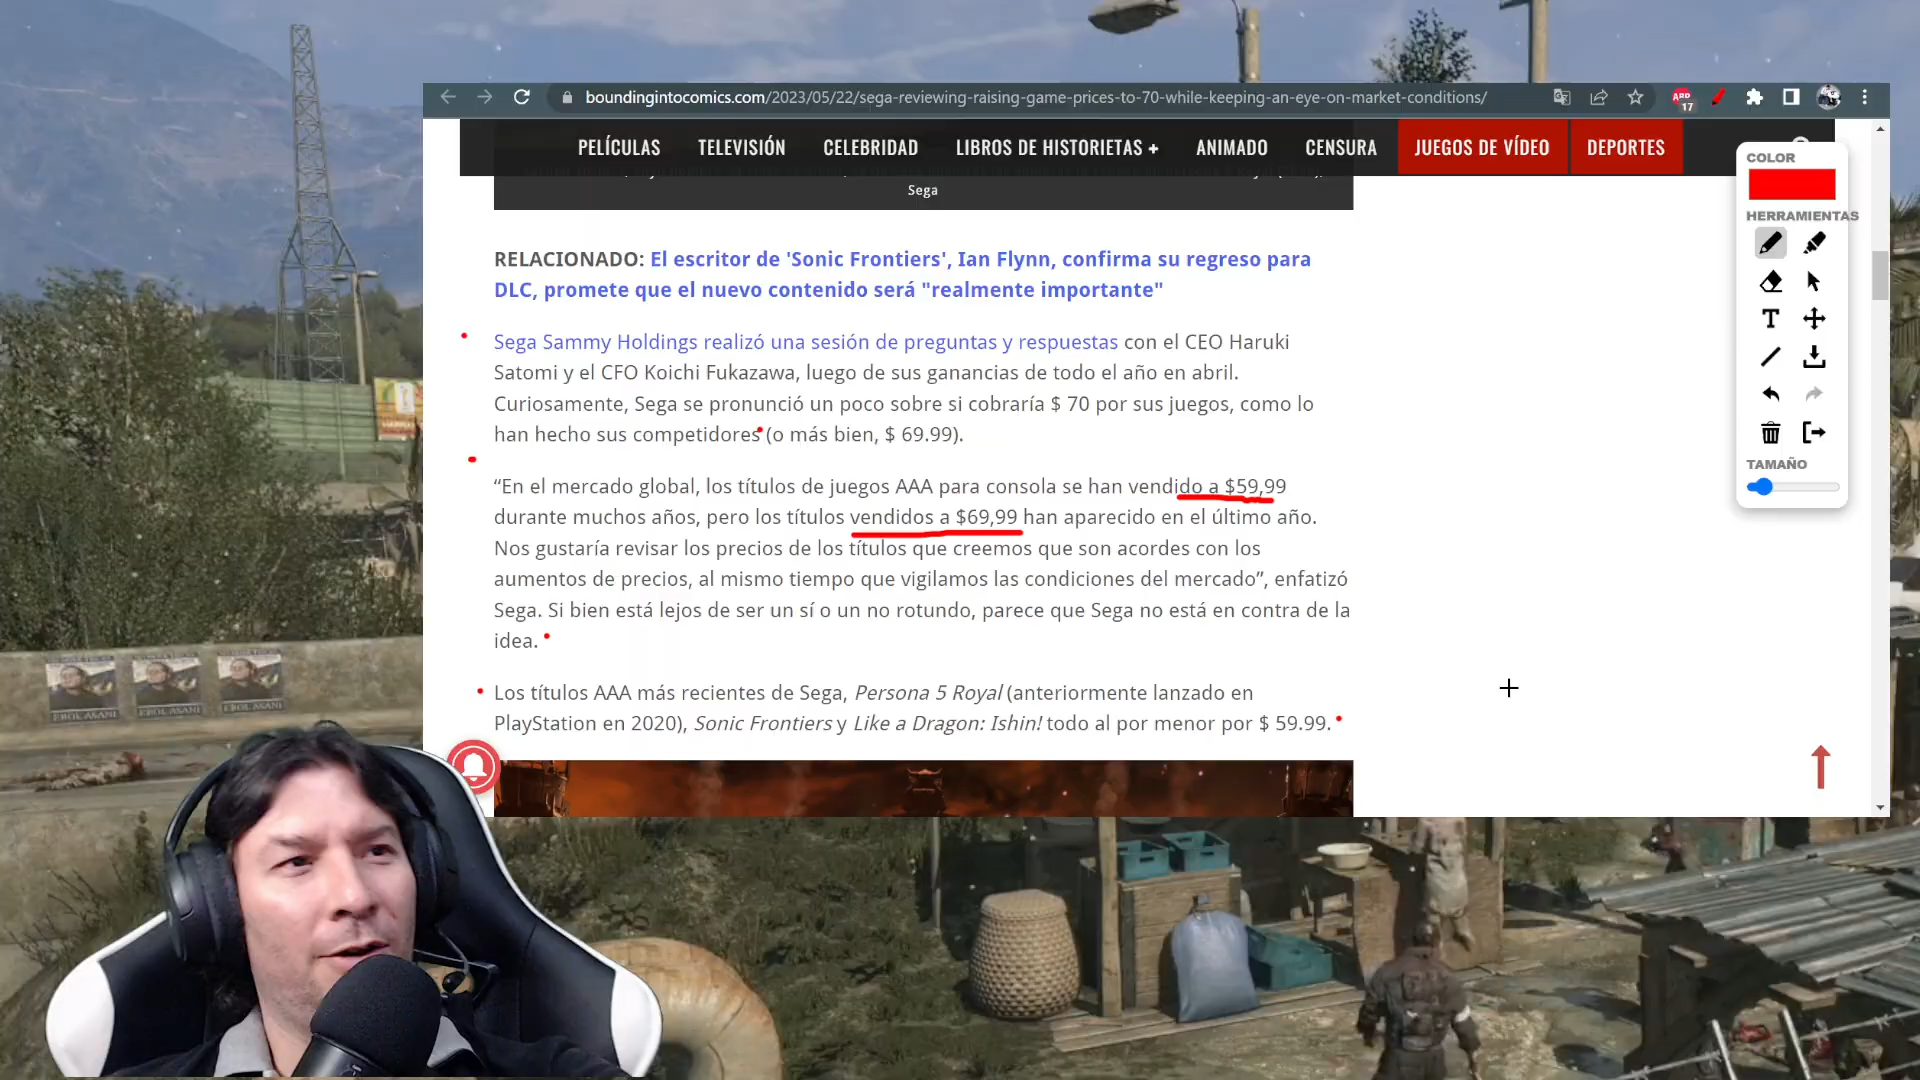 boundingintocomics.com/2023/05/22/sega-reviewing-raising-game-prices-to-70-while-keeping-an-eye-on-market-conditions/
ABP
17
PELÍCULAS TELEVISIÓN CELEBRIDAD LIBROS DE HISTORIETAS + ANIMADO CENSURA JUEGOS DE VÍDEO DEPORTES
Sega
COLOR
HERRAMIENTAS
T
TAMAÑO
RELACIONADO: El escritor de 'Sonic Frontiers', Ian Flynn, confirma su regreso para
DLC, promete que el nuevo contenido será "realmente importante"
Sega Sammy Holdings realizó una sesión de preguntas y respuestas con el CEO Haruki
Satomi y el CFO Koichi Fukazawa, luego de sus ganancias de todo el año en abril.
Curiosamente, Sega se pronunció un poco sobre si cobraría $ 70 por sus juegos, como lo
han hecho sus competidores (o más bien, $ 69.99).
“En el mercado global, los títulos de juegos AAA para consola se han vendido a $59,99
durante muchos años, pero los títulos vendidos a $69,99 han aparecido en el último año.
Nos gustaría revisar los precios de los títulos que creemos que son acordes con los
aumentos de precios, al mismo tiempo que vigilamos las condiciones del mercado”, enfatizó
Sega. Si bien está lejos de ser un sí o un no rotundo, parece que Sega no está en contra de la
idea.
Los títulos AAA más recientes de Sega, Persona 5 Royal (anteriormente lanzado en
PlayStation en 2020), Sonic Frontiers y Like a Dragon: Ishin! todo al por menor por $ 59.99.
EROL ASANI
EROL ASANI
EROL ASANI